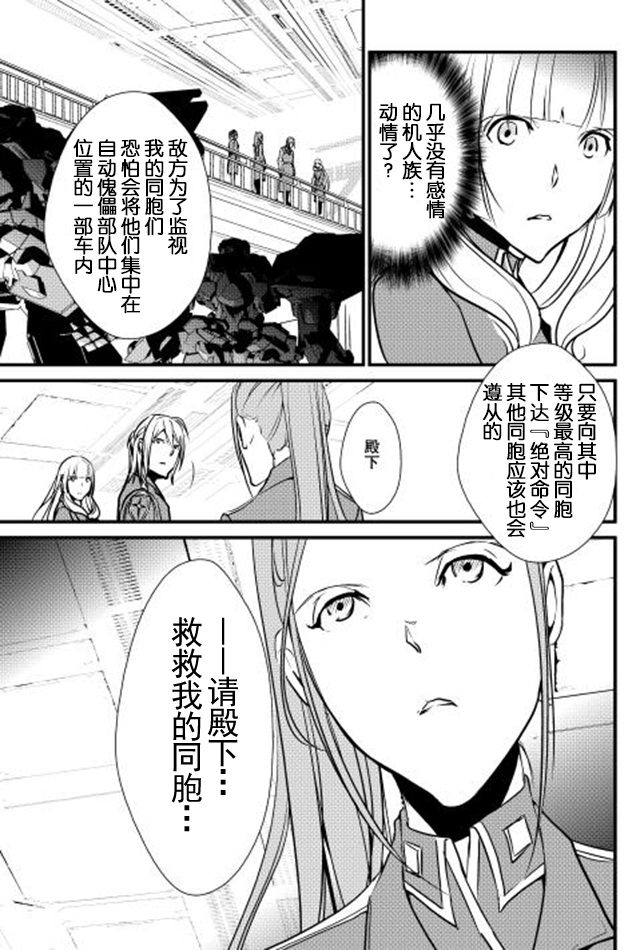 几乎没有感情
的机人族…
动情了？
敌方为了监视
我的同胞们
恐怕会将他们集中在
自动傀儡部队中心
位置的一部车内
只要向其中
等级最高的同胞
下达『绝对命令』
其他同胞应该也会
遵从的
殿下
——请殿下…
救救我的同胞…